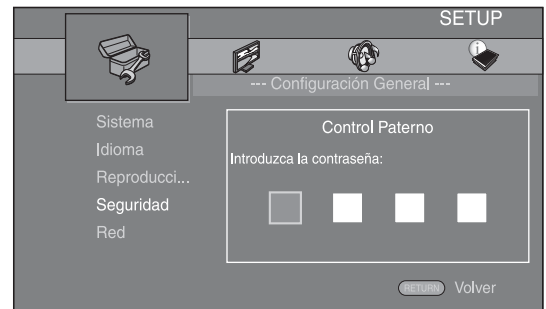 SETUP
--- Configuración General ---
Sistema
Idioma
Reproducci...
Seguridad
Red
Control Paterno
Introduzca la contraseña:
RETURN Volver